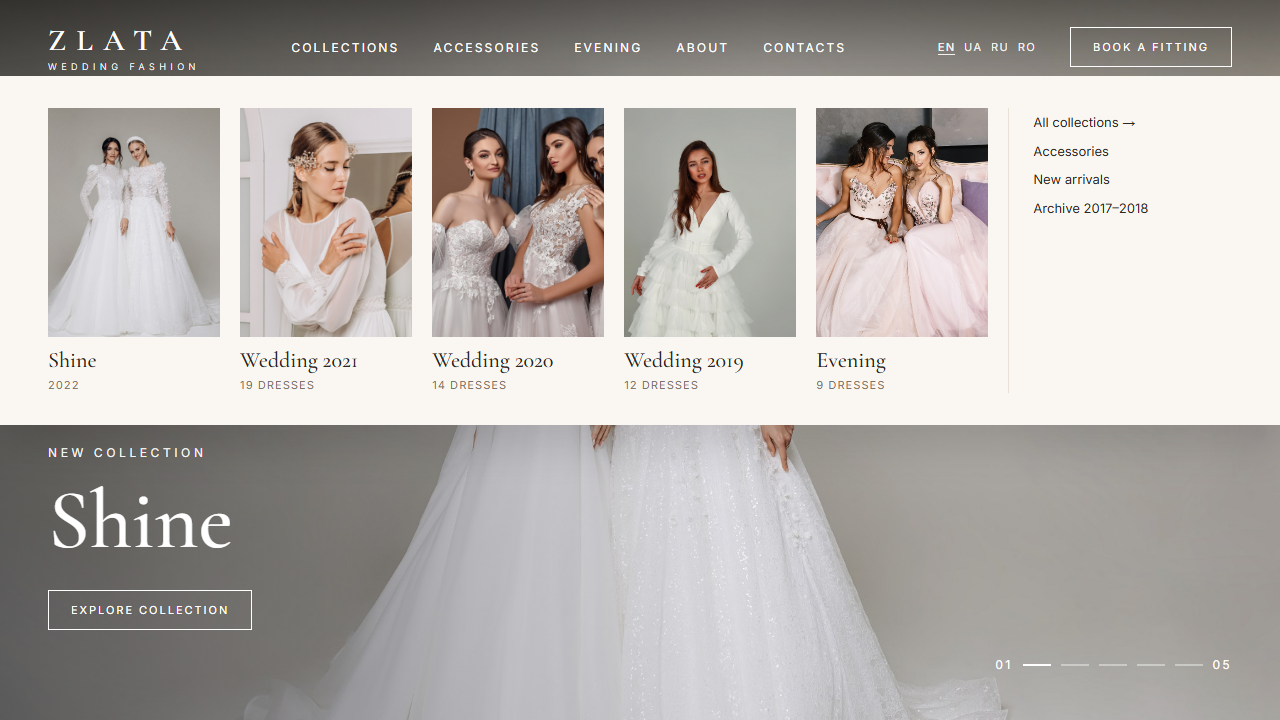 ZLATA
WEDDING FASHION
COLLECTIONS ACCESSORIES EVENING ABOUT CONTACTS
EN UA RU RO
BOOK A FITTING
Shine
2022
Wedding 2021
19 DRESSES
Wedding 2020
14 DRESSES
Wedding 2019
12 DRESSES
Evening
9 DRESSES
All collections →
Accessories
New arrivals
Archive 2017–2018
NEW COLLECTION
Shine
EXPLORE COLLECTION
01 05